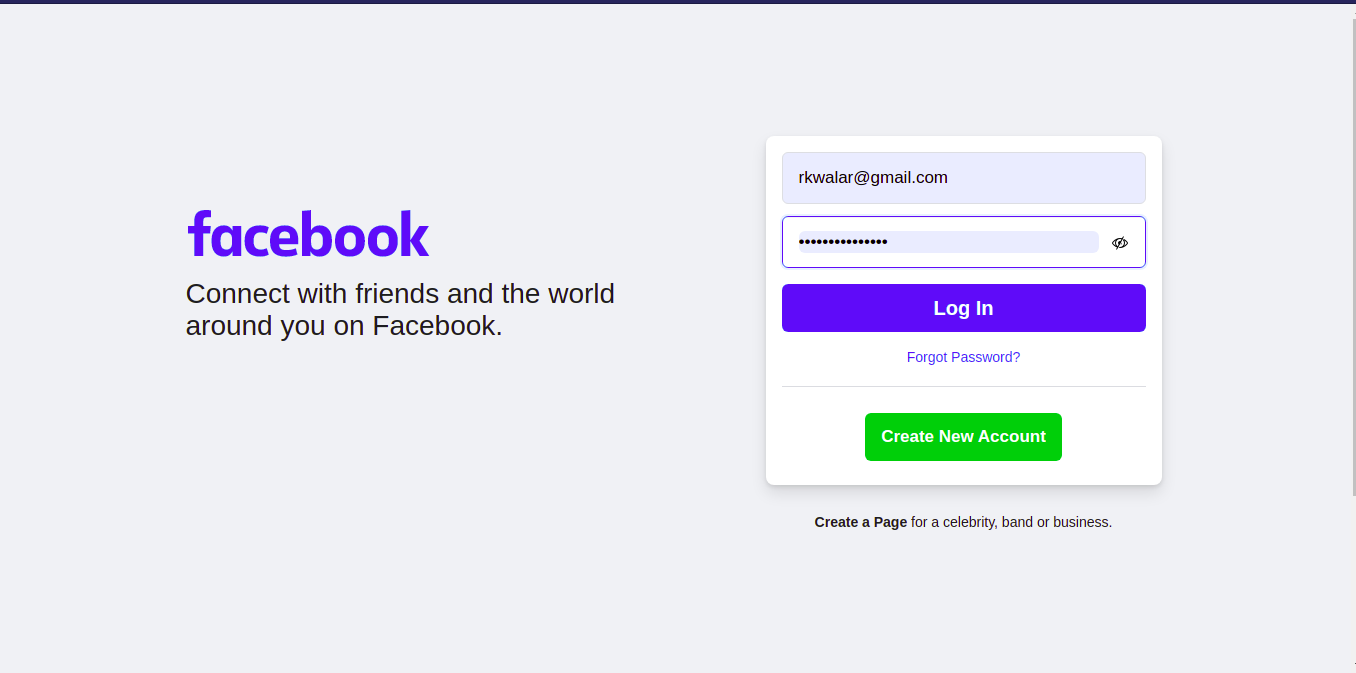 facebook
Connect with friends and the world
around you on Facebook.
rkwalar@gmail.com
•••••••••••••••
Log In
Forgot Password?
Create New Account
Create a Page for a celebrity, band or business.